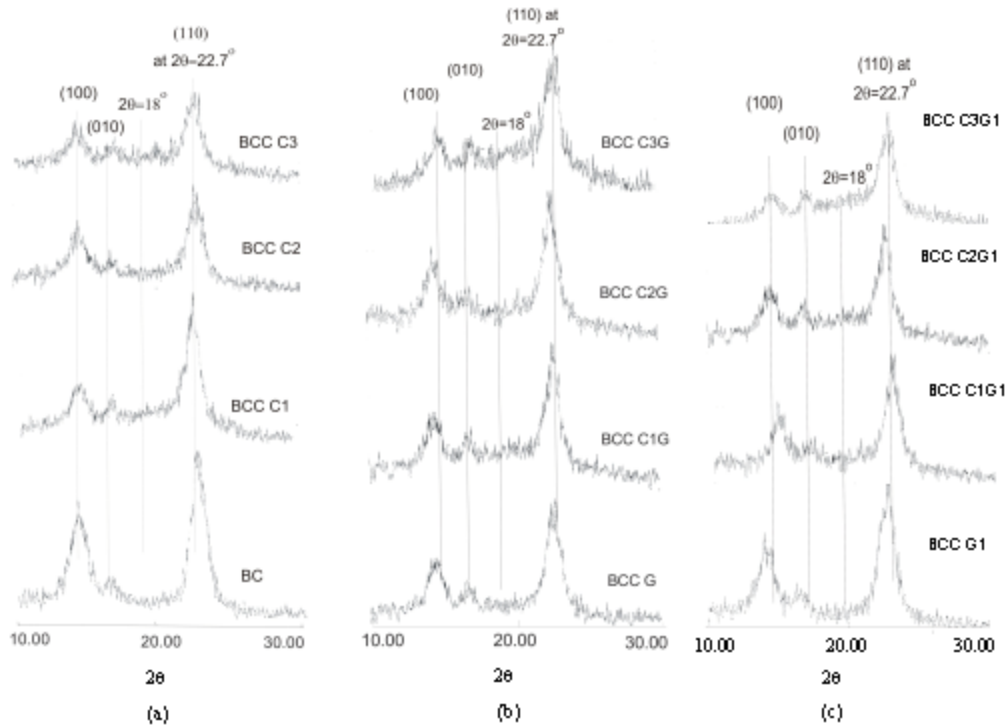 (110)
at 2θ=22.7°
(100)
2θ=18°
(010)
BCC C3
BCC C2
BCC C1
BC
10.00 20.00 30.00
2θ
(a)
(110) at
2θ=22.7°
(010)
(100)
2θ=18°
BCC C3G
BCC C2G
BCC C1G
BCC G
10.00 20.00 30.00
2θ
(b)
(110) at
2θ=22.7°
(100)
(010)
2θ=18°
BCC C3G1
BCC C2G1
BCC C1G1
BCC G1
10.00 20.00 30.00
2θ
(c)